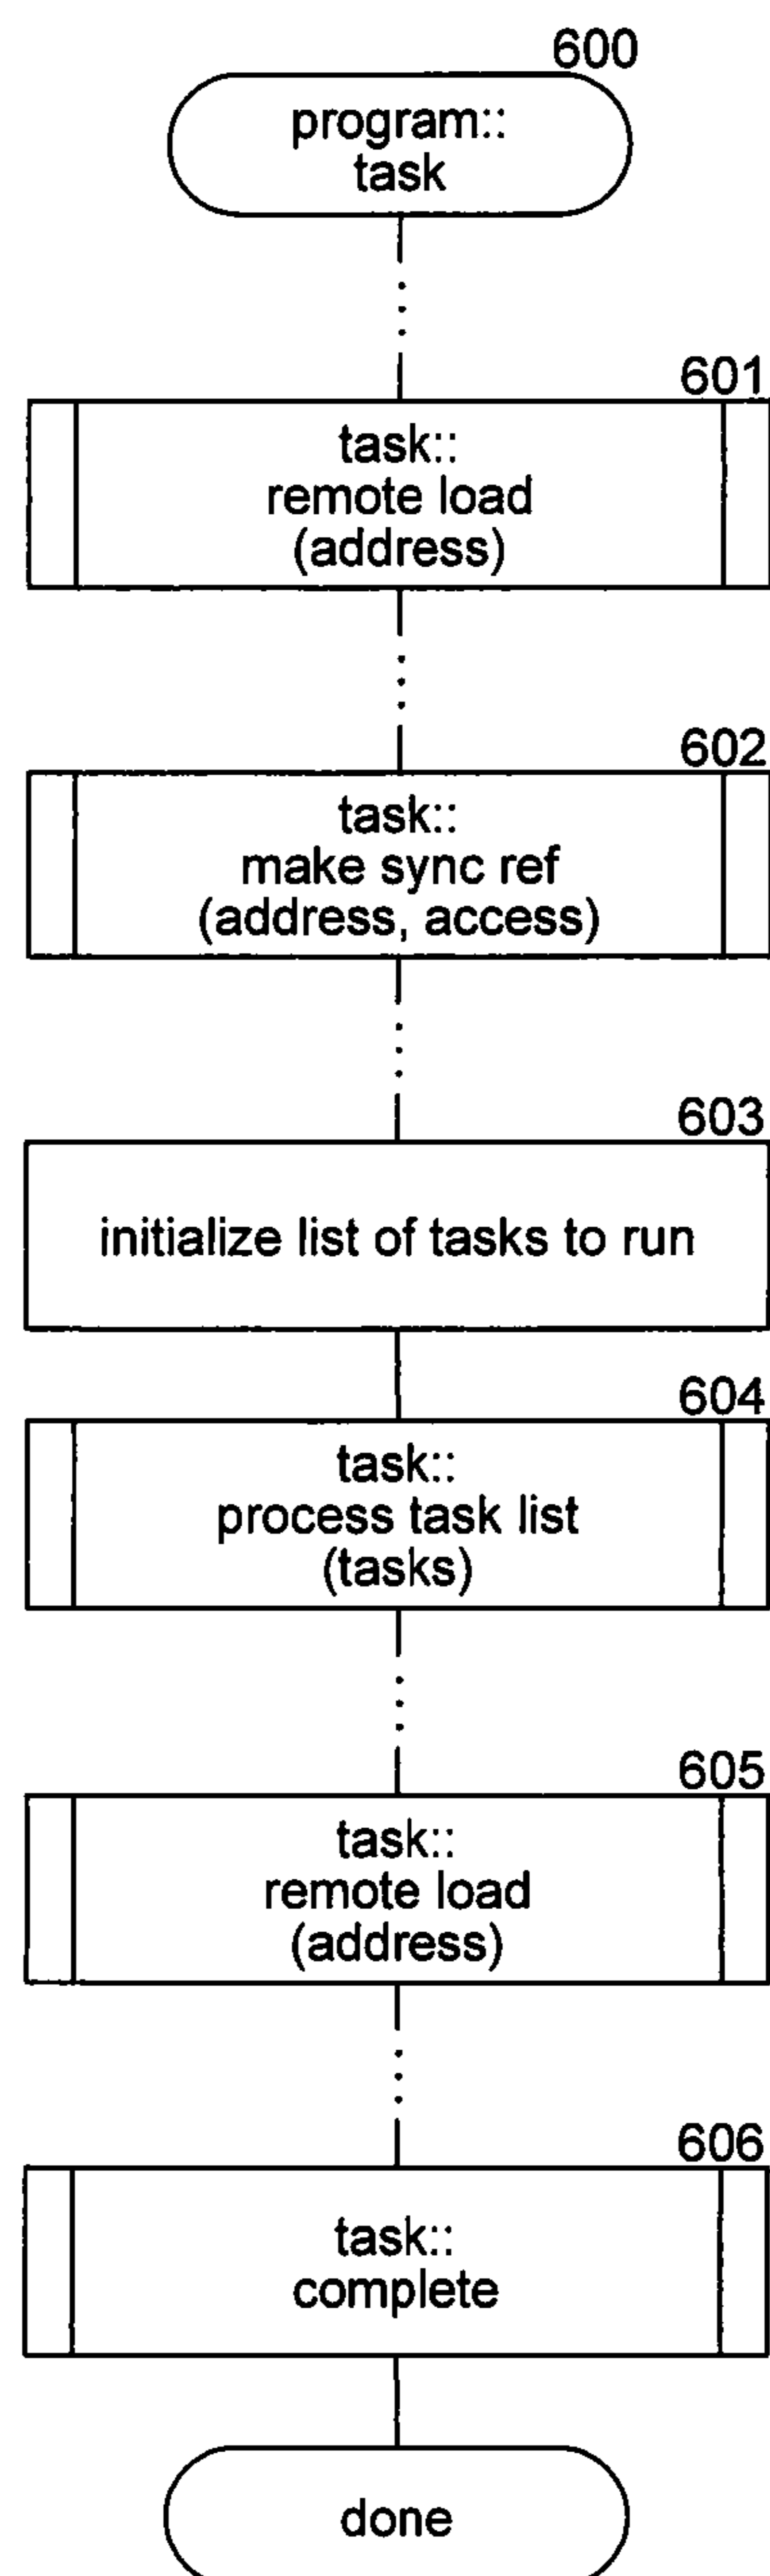 600
program::
task
601
task::
remote load
(address)
602
task::
make sync ref
(address, access)
603
initialize list of tasks to run
604
task::
process task list
(tasks)
605
task::
remote load
(address)
606
task::
complete
done